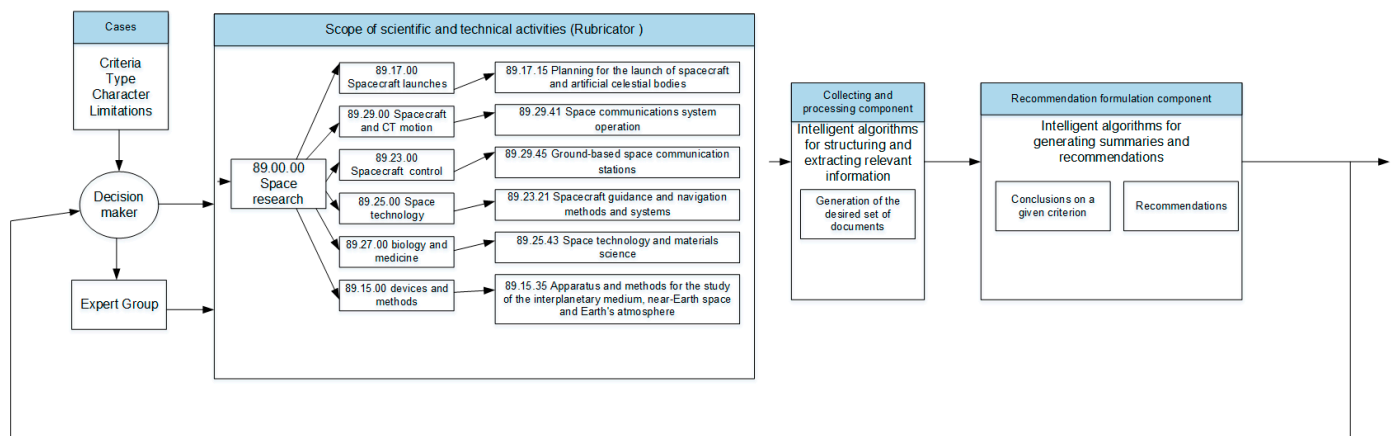 Cases
Criteria
Type
Character
Limitations
Decision
maker
Expert Group
Scope of scientific and technical activities (Rubricator )
89.00.00
Space
research
89.17.00
Spacecraft launches
89.29.00 Spacecraft
and CT motion
89.23.00
Spacecraft control
89.25.00 Space
technology
89.27.00 biology and
medicine
89.15.00 devices and
methods
89.17.15 Planning for the launch of spacecraft
and artificial celestial bodies
89.29.41 Space communications system
operation
89.29.45 Ground-based space communication
stations
89.23.21 Spacecraft guidance and navigation
methods and systems
89.25.43 Space technology and materials
science
89.15.35 Apparatus and methods for the study
of the interplanetary medium, near-Earth space
and Earth's atmosphere
Collecting and
processing component
Intelligent algorithms
for structuring and
extracting relevant
information
Generation of the
desired set of
documents
Recommendation formulation component
Intelligent algorithms for
generating summaries and
recommendations
Conclusions on a
given criterion
Recommendations